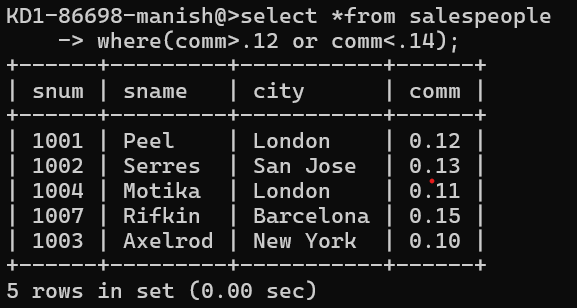 KD1-86698-manish@>select *from salespeople
    -> where(comm>.12 or comm<.14);
+------+---------+-----------+------+
| snum | sname   | city      | comm |
+------+---------+-----------+------+
| 1001 | Peel    | London    | 0.12 |
| 1002 | Serres  | San Jose  | 0.13 |
| 1004 | Motika  | London    | 0.11 |
| 1007 | Rifkin  | Barcelona | 0.15 |
| 1003 | Axelrod | New York  | 0.10 |
+------+---------+-----------+------+
5 rows in set (0.00 sec)